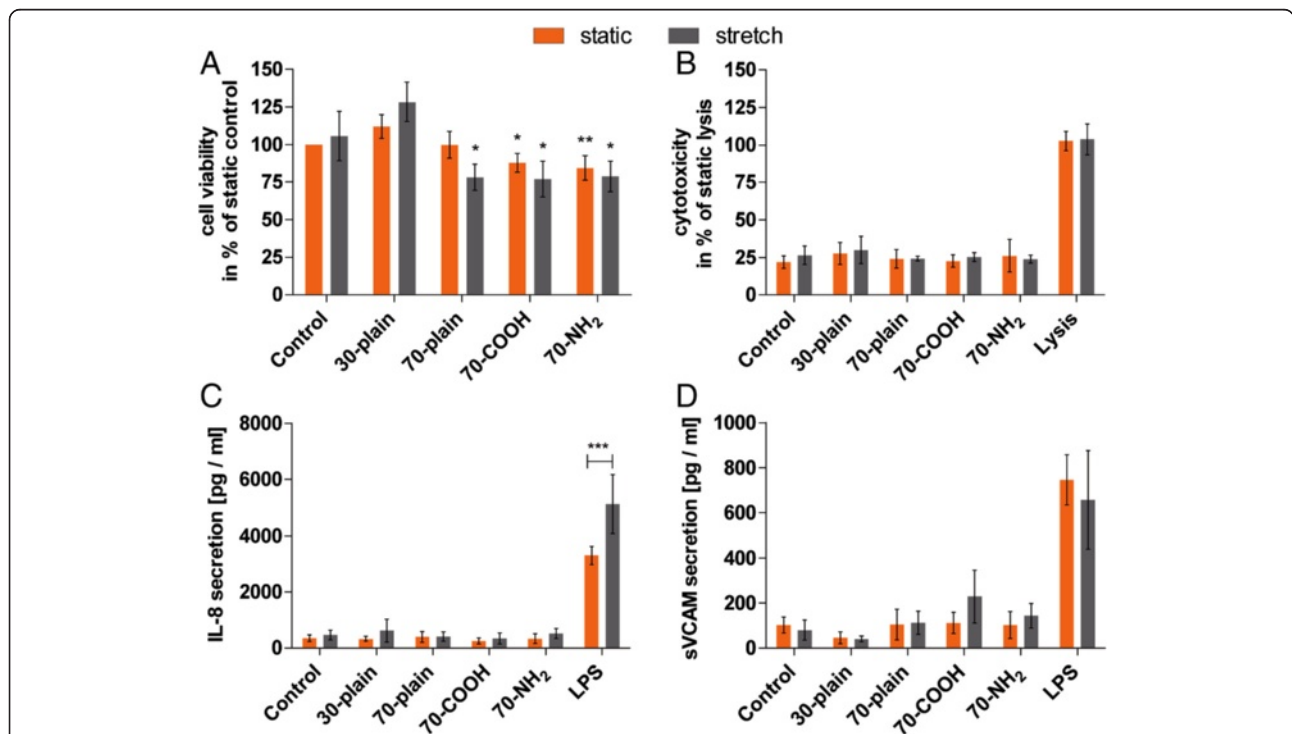 static stretch
A
150
125
100
75
50
25
0
cell viability
in % of static control
* * * ** *
Control 30-plain 70-plain 70-COOH 70-NH₂
B
150
125
100
75
50
25
0
cytotoxicity
in % of static lysis
Control 30-plain 70-plain 70-COOH 70-NH₂ Lysis
C
8000
6000
4000
2000
0
IL-8 secretion [pg / ml]
***
Control 30-plain 70-plain 70-COOH 70-NH₂ LPS
D
1000
800
600
400
200
0
sVCAM secretion [pg / ml]
Control 30-plain 70-plain 70-COOH 70-NH₂ LPS